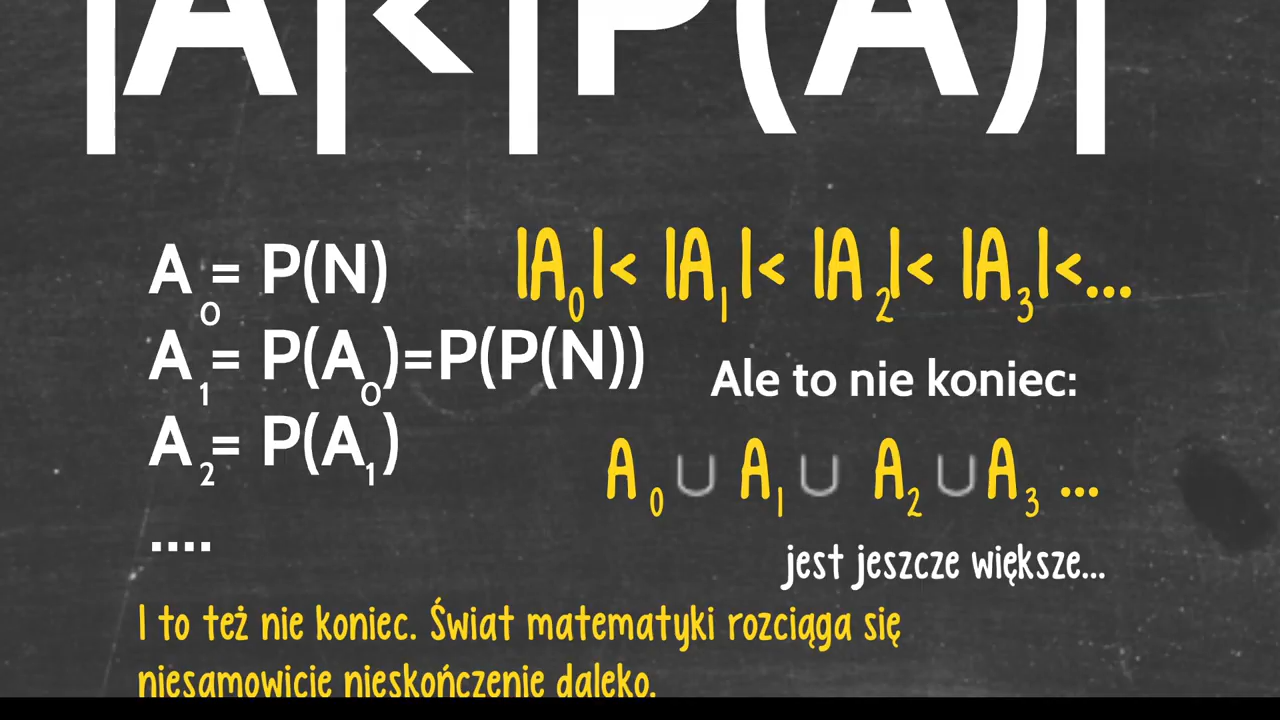 |A|<|P(A)|
A₀= P(N)
A₁= P(A₀)=P(P(N))
A₂= P(A₁)
....
|A₀|< |A₁|< |A₂|< |A₃|<...
Ale to nie koniec:
A₀ ∪ A₁ ∪ A₂ ∪ A₃ ...
jest jeszcze większe...
I to też nie koniec. Świat matematyki rozciąga się
niesamowicie nieskończenie daleko.